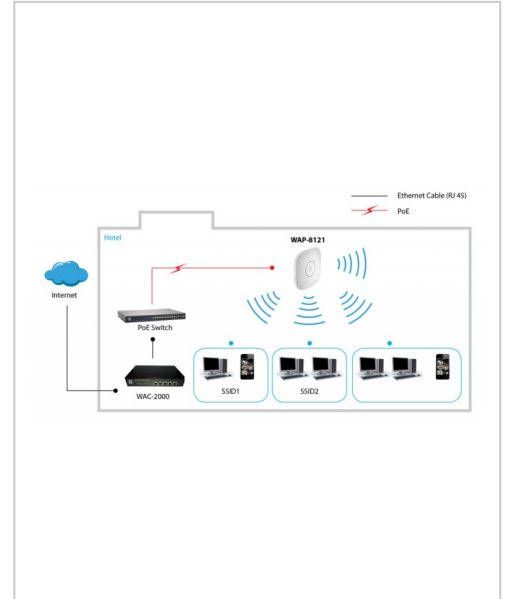 Ethernet Cable (RJ 45)
PoE
Hotel
WAP-8121
Internet
PoE Switch
WAC-2000
SSID1
SSID2